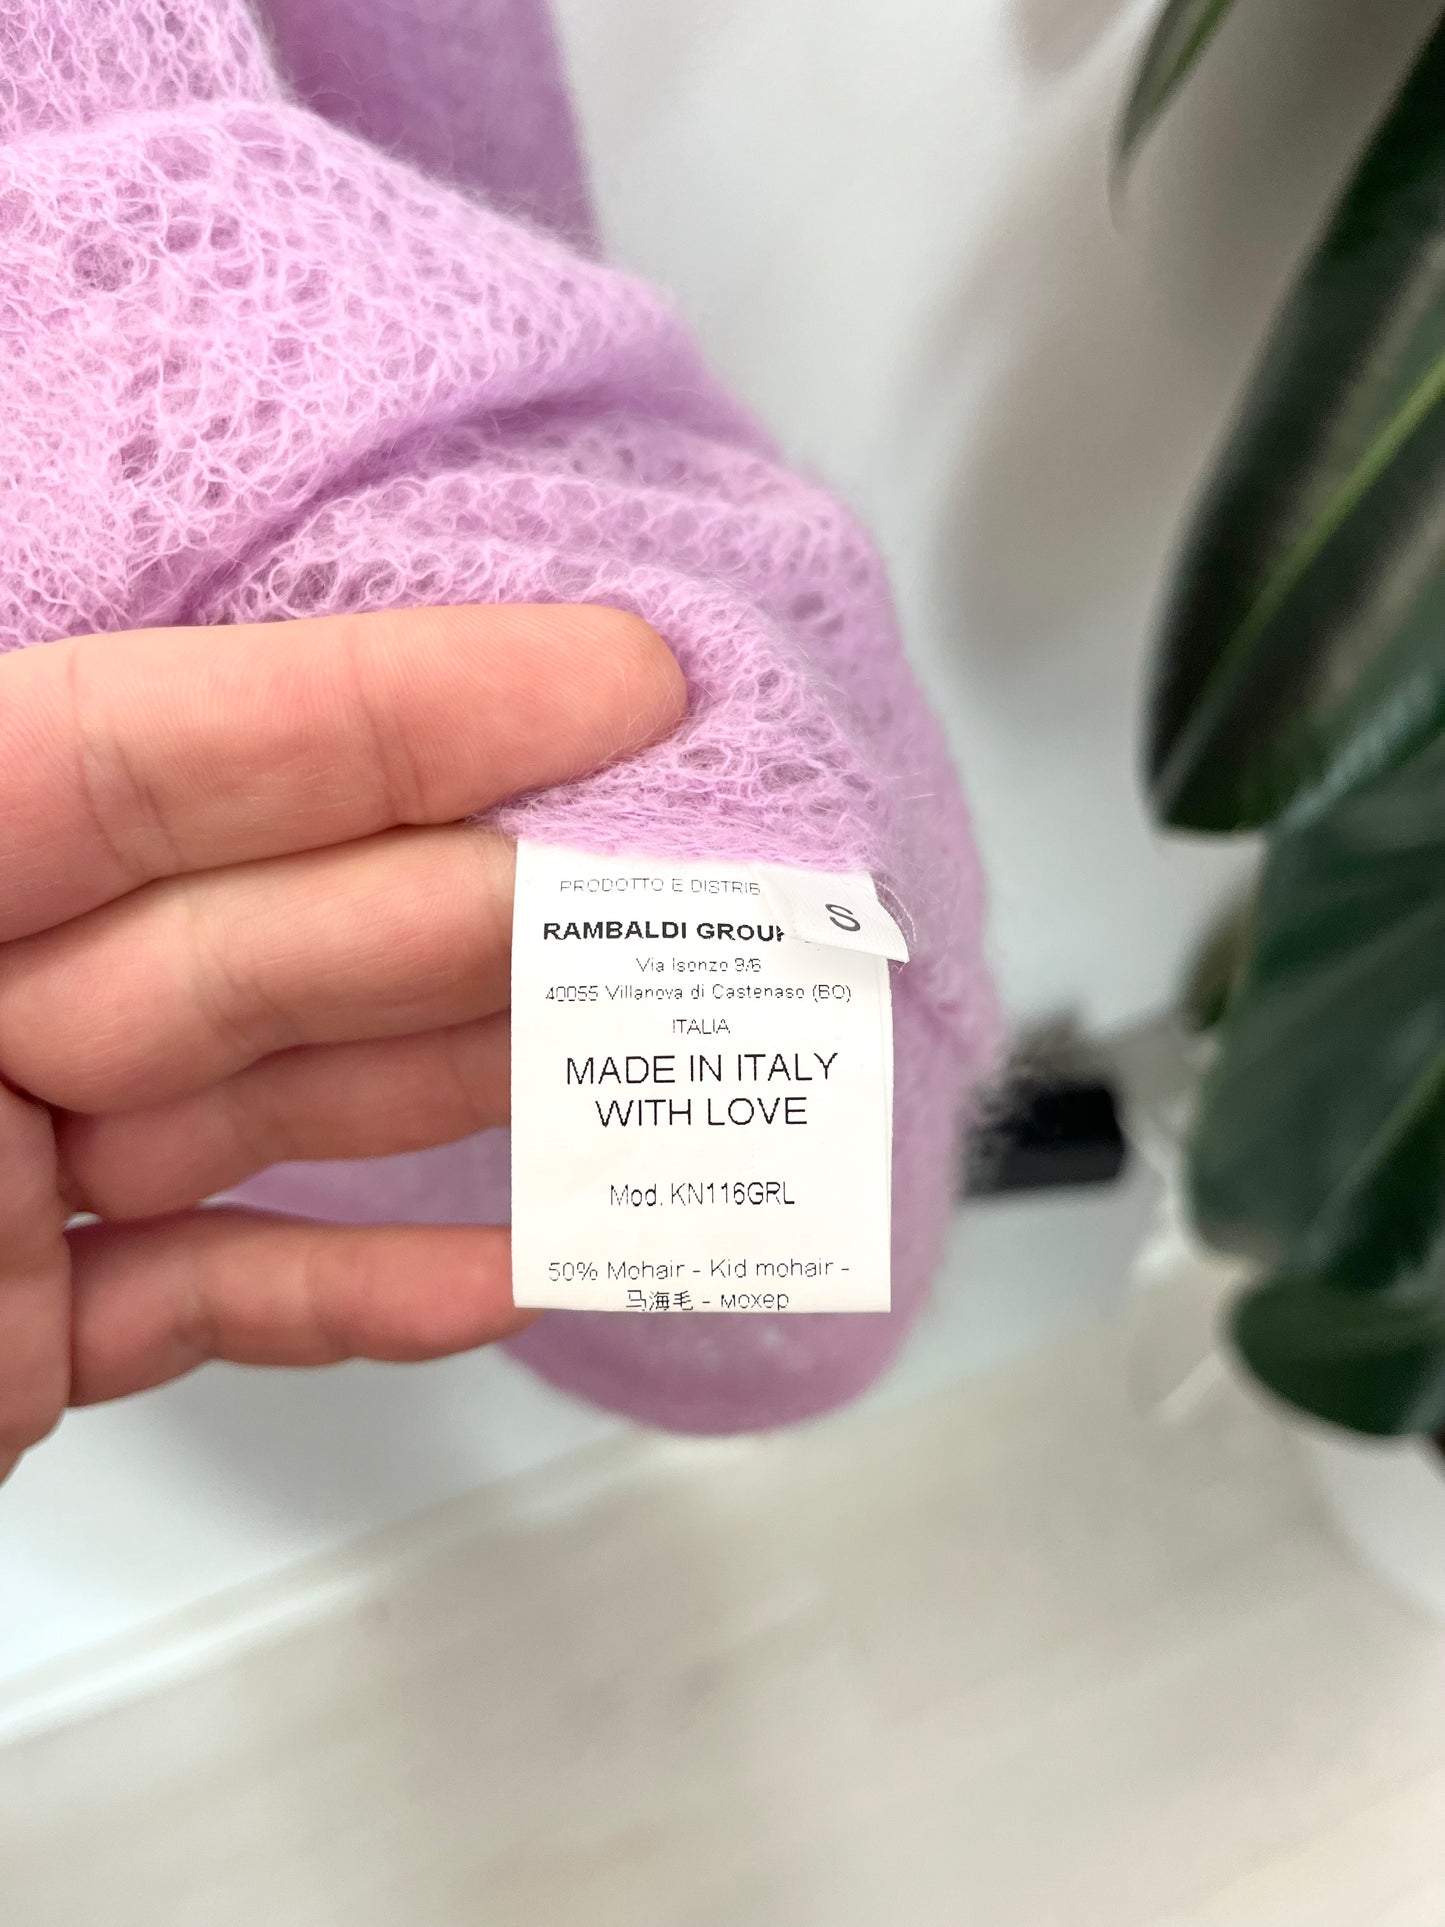 PRODOTTO E DISTRIB
S
RAMBALDI GROUP
Via Isonzo 9/6
40055 Villanova di Castenaso (BO)
ITALIA
MADE IN ITALY
WITH LOVE
Mod. KN116GRL
50% Mohair - Kid mohair -
马海毛 - мохер